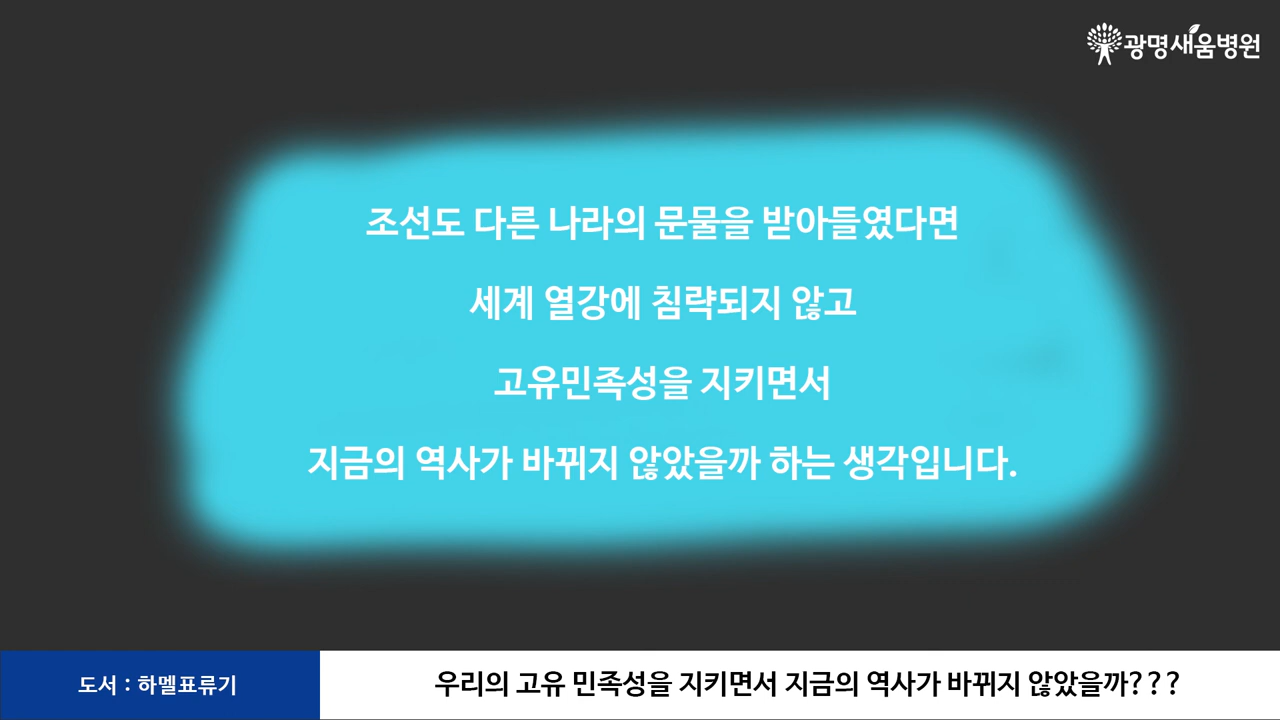 광명새움병원
조선도 다른 나라의 문물을 받아들였다면
세계 열강에 침략되지 않고
고유민족성을 지키면서
지금의 역사가 바뀌지 않았을까 하는 생각입니다.
도서 : 하멜표류기
우리의 고유 민족성을 지키면서 지금의 역사가 바뀌지 않았을까???